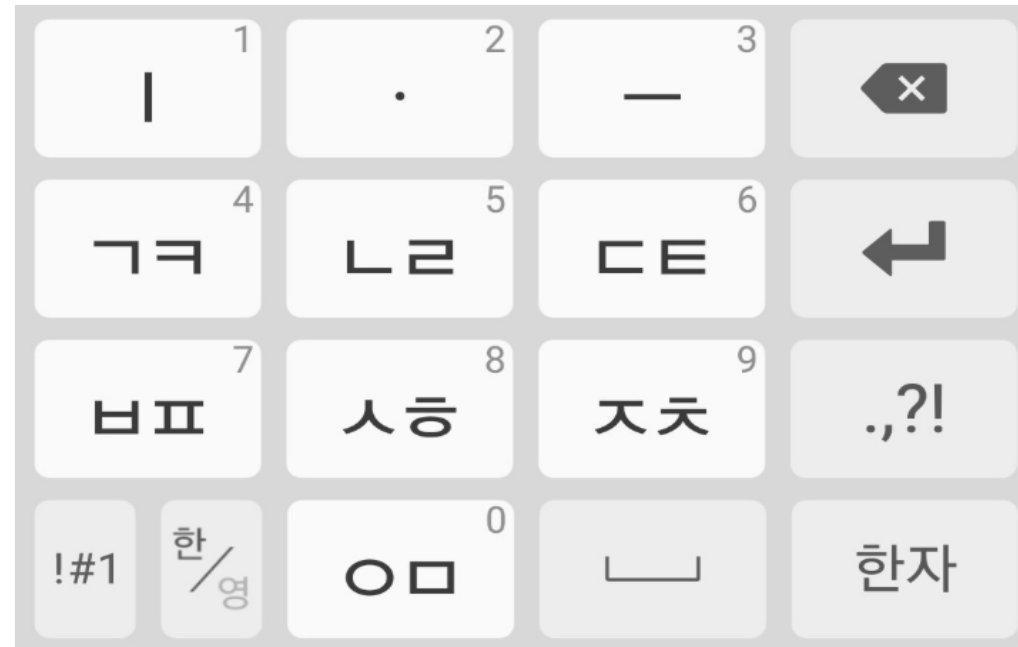 1 2 3
ㅣ · ㅡ
4 5 6
ㄱㅋ ㄴㄹ ㄷㅌ
7 8 9
ㅂㅍ ㅅㅎ ㅈㅊ .,?!
0
!#1 한/영 ㅇㅁ 한자